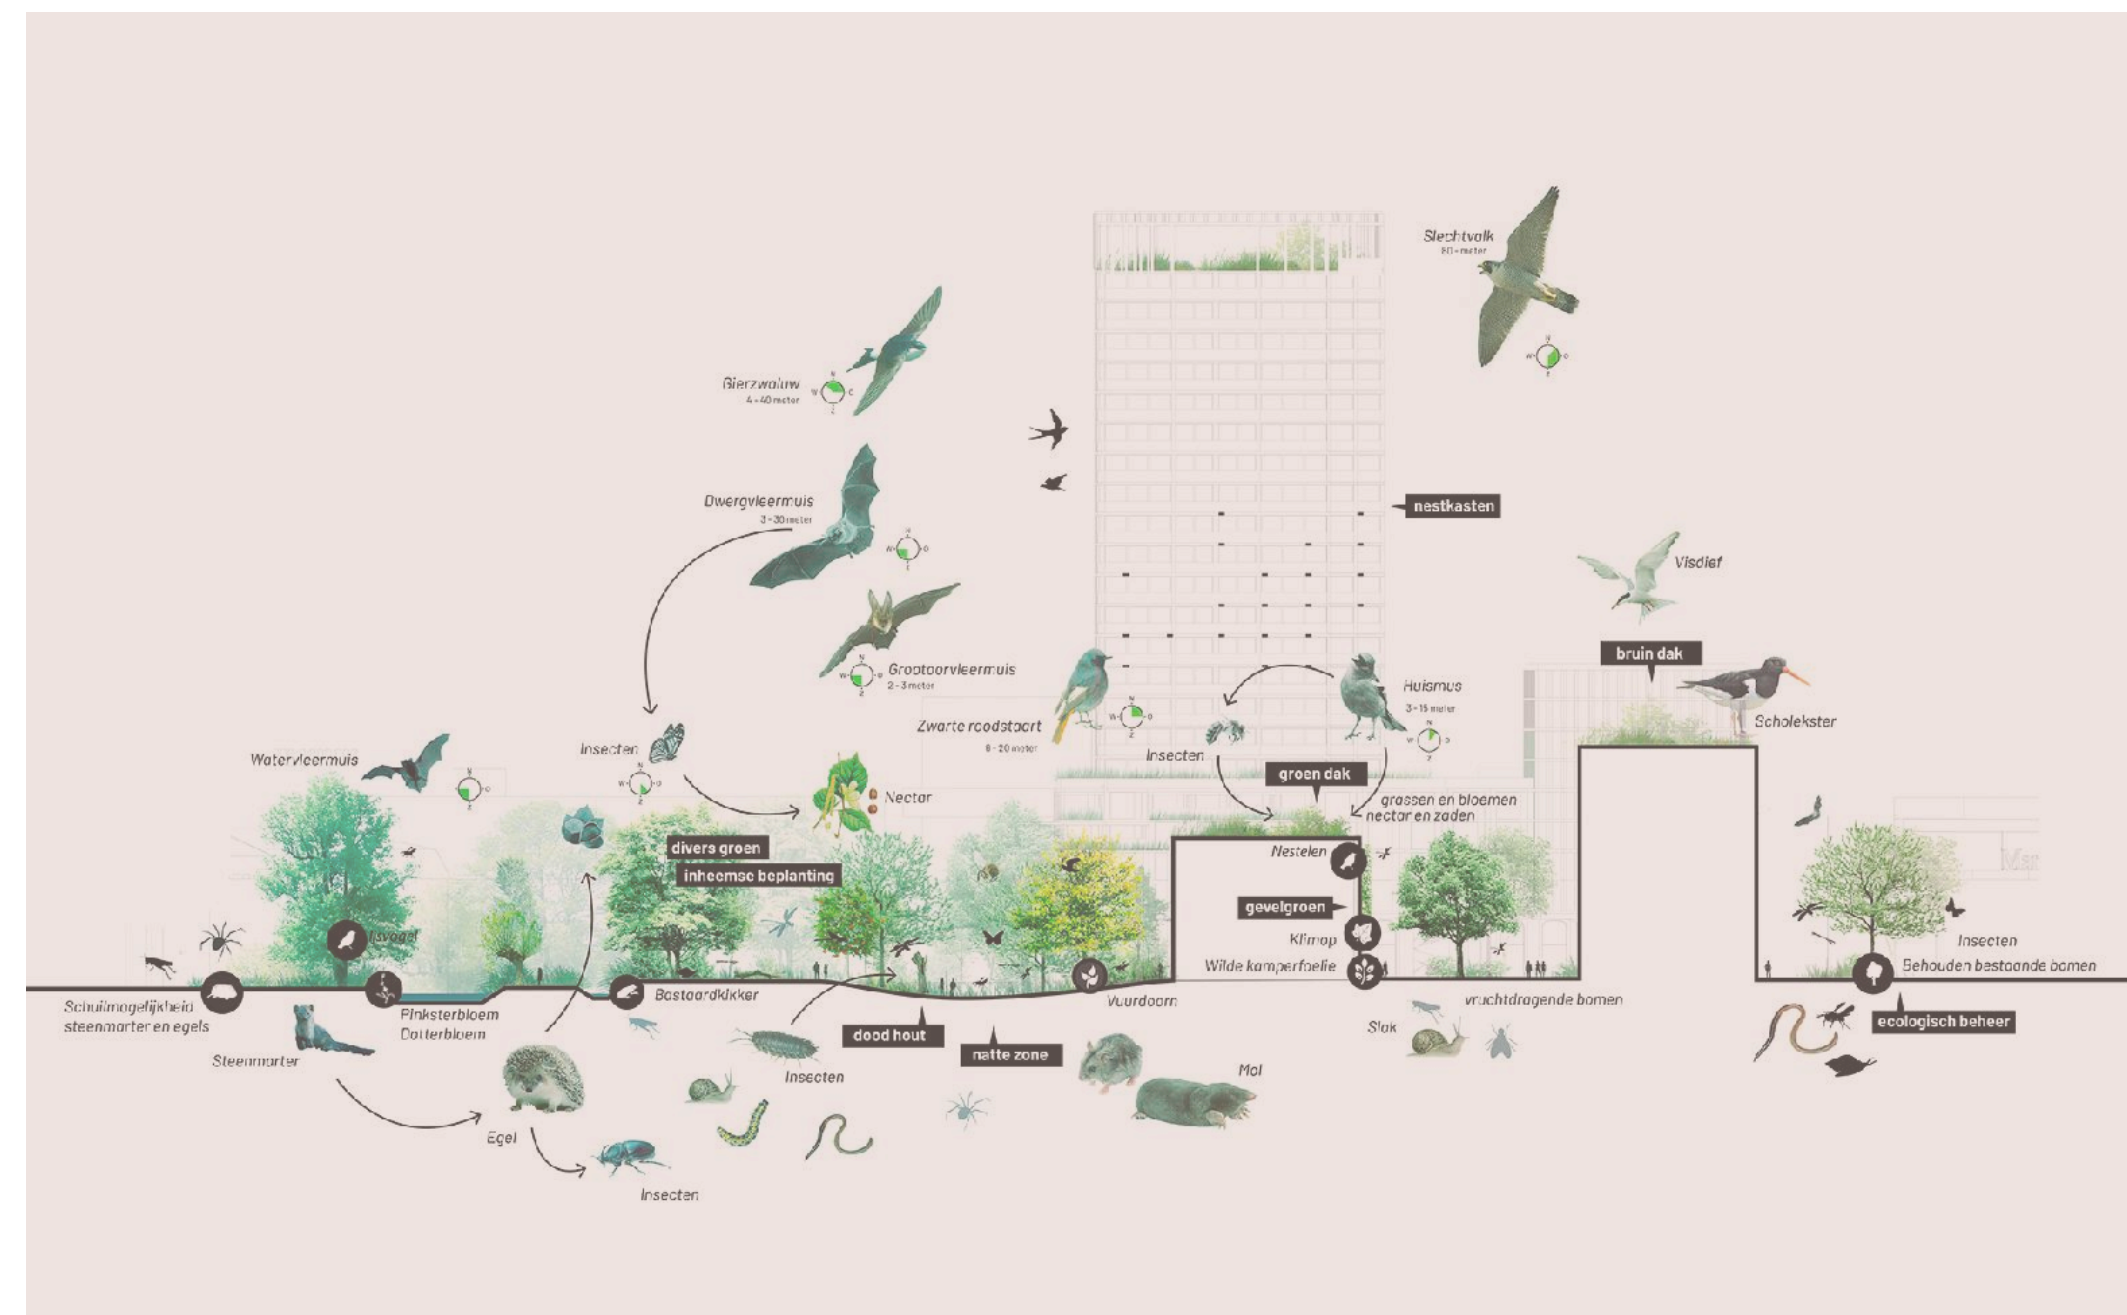 Slechtvalk
80+ meter
N
W
O
Z
Gierzwaluw
4 - 40 meter
N
W
O
Z
Dwergvleermuis
3 - 30 meter
N
W
O
Z
nestkasten
Visdief
bruin dak
Scholekster
Grootoorvleermuis
2 - 3 meter
N
W
O
Z
Huismus
3 - 15 meter
N
W
O
Z
Zwarte roodstaart
N
W
O
Z
Insecten
groen dak
grassen en bloemen
nectar en zaden
Watervleermuis
N
W
O
Z
Insecten
N
W
O
Z
Nectar
divers groen
inheemse beplanting
Nestelen
gevelgroen
Klimop
Wilde kamperfoelie
IJsvogel
Schuilmogelijkheid
steenmarter en egels
Pinksterbloem
Dotterbloem
Bastaardkikker
Vuurdoorn
vruchtdragende bomen
Insecten
Behouden bestaande bomen
ecologisch beheer
Steenmarter
dood hout
natte zone
Slak
Insecten
Mol
Egel
Insecten